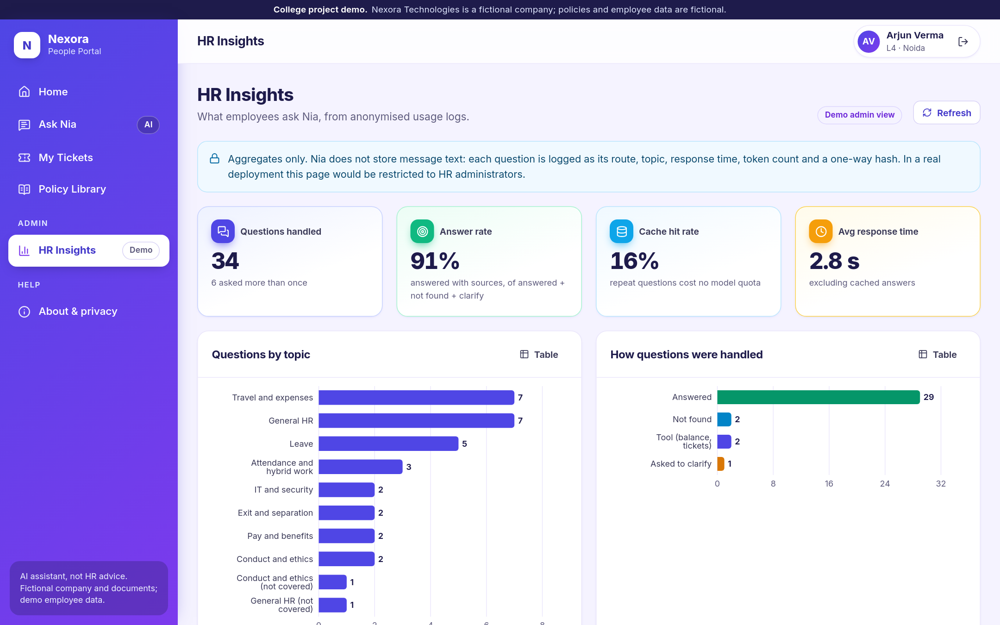 College project demo. Nexora Technologies is a fictional company; policies and employee data are fictional.
N
Nexora
People Portal
Home
Ask Nia
AI
My Tickets
Policy Library
ADMIN
HR Insights
Demo
HELP
About & privacy
AI assistant, not HR advice.
Fictional company and documents;
demo employee data.
HR Insights
AV
Arjun Verma
L4 · Noida
HR Insights
What employees ask Nia, from anonymised usage logs.
Demo admin view
Refresh
Aggregates only. Nia does not store message text: each question is logged as its route, topic, response time, token count and a one-way hash. In a real
deployment this page would be restricted to HR administrators.
Questions handled
34
6 asked more than once
Answer rate
91%
answered with sources, of answered +
not found + clarify
Cache hit rate
16%
repeat questions cost no model quota
Avg response time
2.8 s
excluding cached answers
Questions by topic
Table
Travel and expenses
7
General HR
7
Leave
5
Attendance and
hybrid work
3
IT and security
2
Exit and separation
2
Pay and benefits
2
Conduct and ethics
2
Conduct and ethics
(not covered)
1
General HR (not
covered)
1
0 2 4 6 8
How questions were handled
Table
Answered
29
Not found
2
Tool (balance,
tickets)
2
Asked to clarify
1
0 8 16 24 32